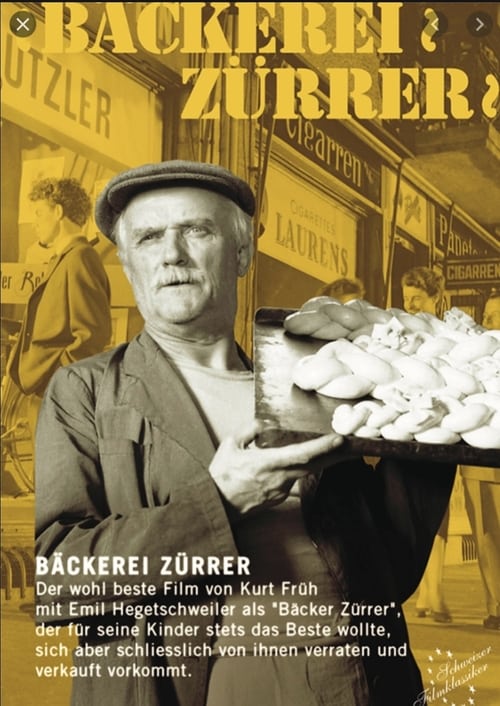 BÄCKEREI
ZÜRRER
UTZLER
Cigarren
CIGARETTES
LAURENS
CIGARREN
BÄCKEREI ZÜRRER
Der wohl beste Film von Kurt Früh
mit Emil Hegetschweiler als "Bäcker Zürrer",
der für seine Kinder stets das Beste wollte,
sich aber schliesslich von ihnen verraten und
verkauft vorkommt.
Schweizer
Filmklassiker